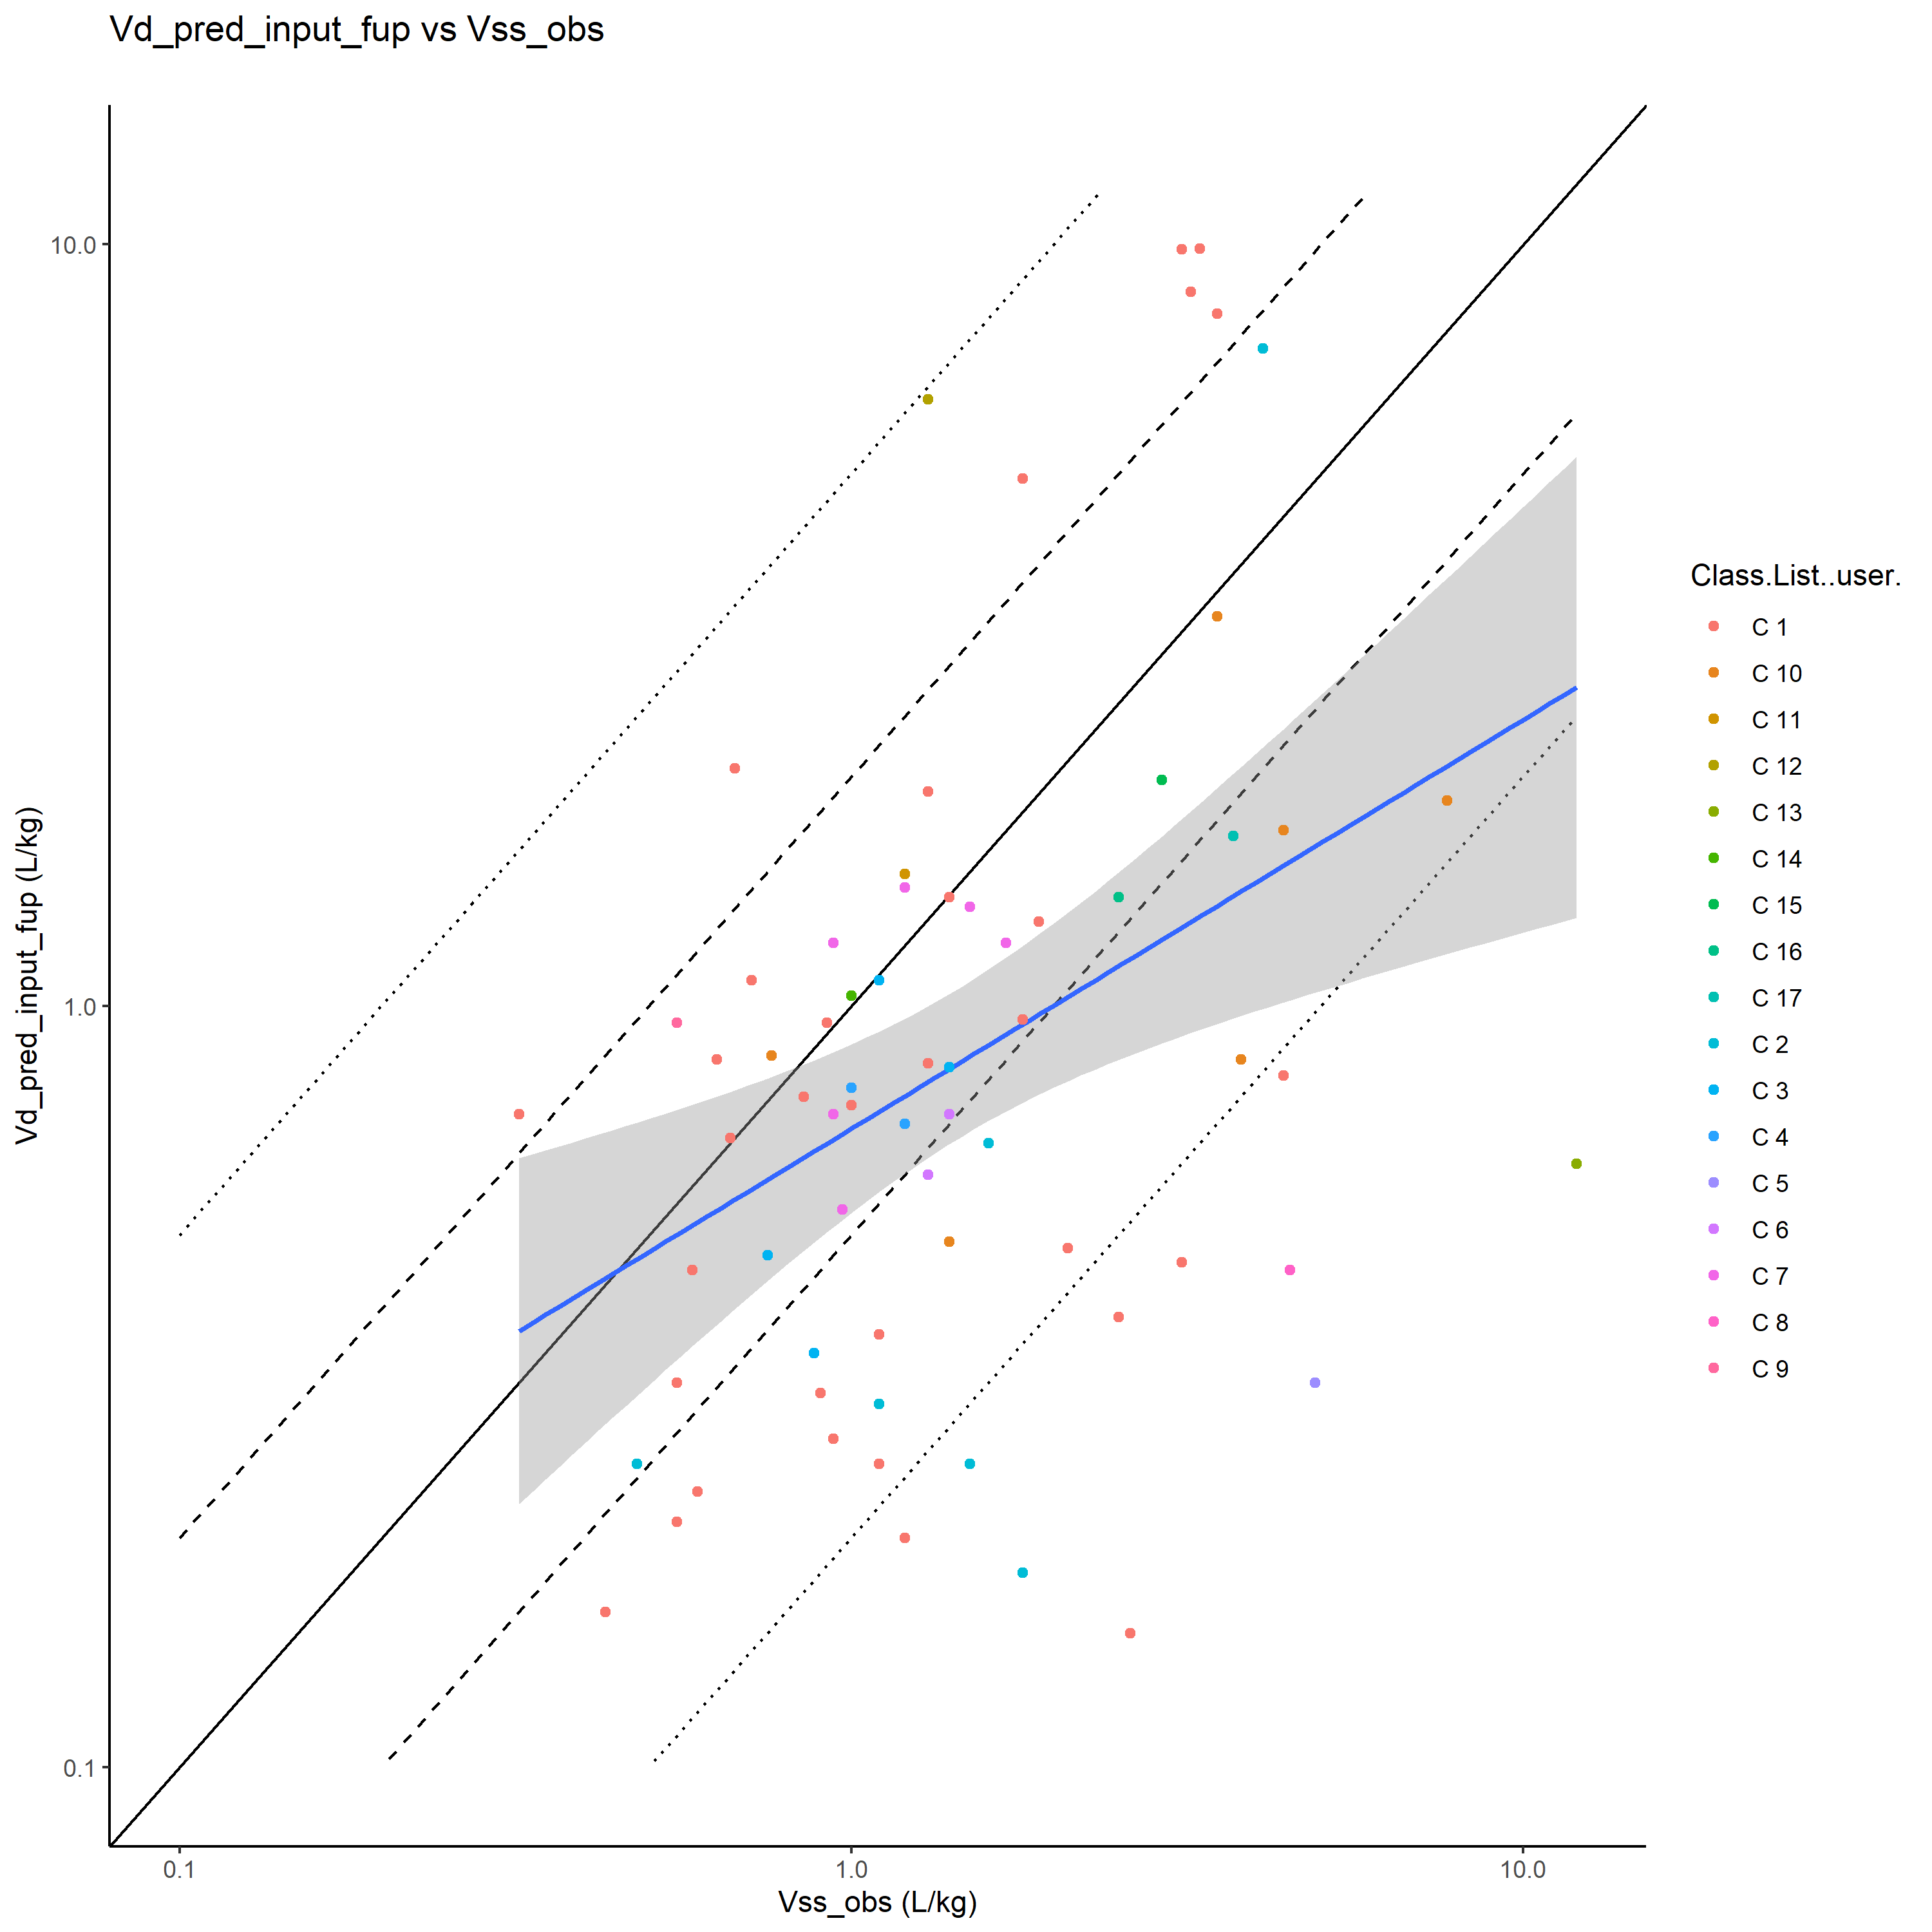 Vd_pred_input_fup vs Vss_obs
Vd_pred_input_fup (L/kg)
10.0
1.0
0.1
0.1
1.0
10.0
Vss_obs (L/kg)
Class.List..user.
C 1
C 10
C 11
C 12
C 13
C 14
C 15
C 16
C 17
C 2
C 3
C 4
C 5
C 6
C 7
C 8
C 9